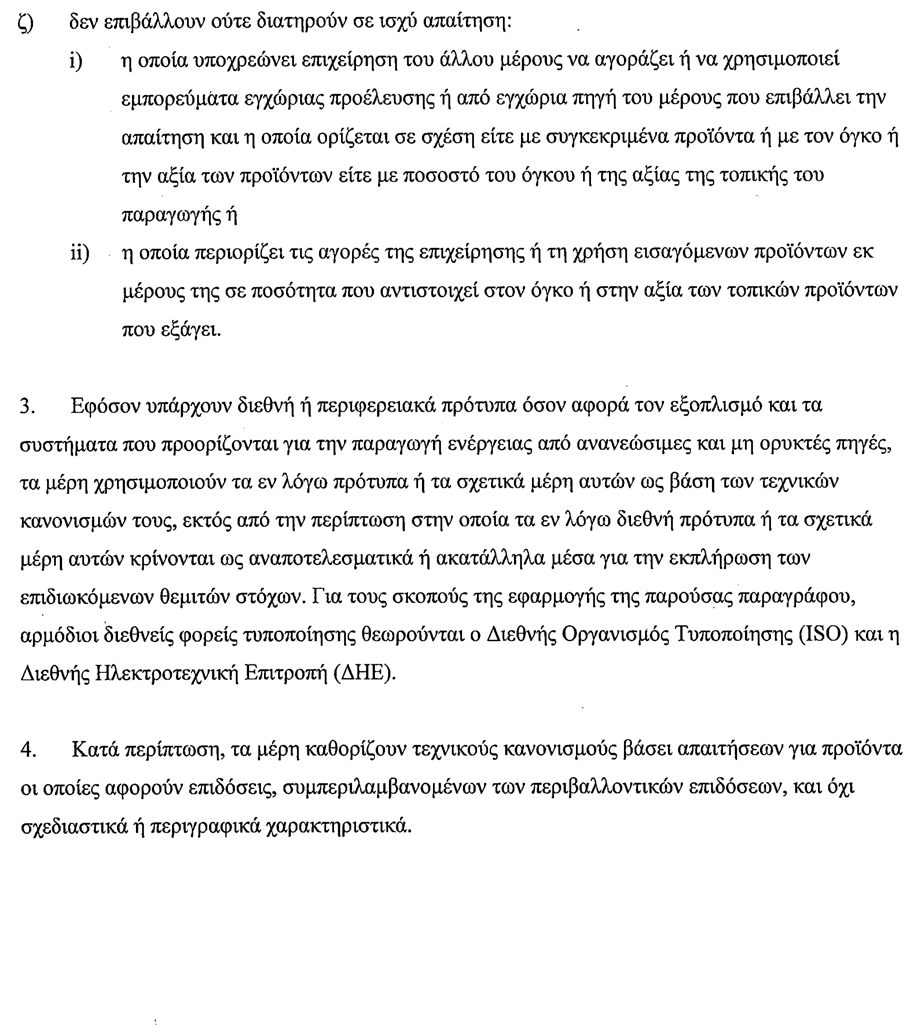 ζ) δεν επιβάλλουν ούτε διατηρούν σε ισχύ απαίτηση:
i) η οποία υποχρεώνει επιχείρηση του άλλου μέρους να αγοράζει ή να χρησιμοποιεί
εμπορεύματα εγχώριας προέλευσης ή από εγχώρια πηγή του μέρους που επιβάλλει την
απαίτηση και η οποία ορίζεται σε σχέση είτε με συγκεκριμένα προϊόντα ή με τον όγκο ή
την αξία των προϊόντων είτε με ποσοστό του όγκου ή της αξίας της τοπικής του
παραγωγής ή
ii) η οποία περιορίζει τις αγορές της επιχείρησης ή τη χρήση εισαγόμενων προϊόντων εκ
μέρους της σε ποσότητα που αντιστοιχεί στον όγκο ή στην αξία των τοπικών προϊόντων
που εξάγει.
3. Εφόσον υπάρχουν διεθνή ή περιφερειακά πρότυπα όσον αφορά τον εξοπλισμό και τα
συστήματα που προορίζονται για την παραγωγή ενέργειας από ανανεώσιμες και μη ορυκτές πηγές,
τα μέρη χρησιμοποιούν τα εν λόγω πρότυπα ή τα σχετικά μέρη αυτών ως βάση των τεχνικών
κανονισμών τους, εκτός από την περίπτωση στην οποία τα εν λόγω διεθνή πρότυπα ή τα σχετικά
μέρη αυτών κρίνονται ως αναποτελεσματικά ή ακατάλληλα μέσα για την εκπλήρωση των
επιδιωκόμενων θεμιτών στόχων. Για τους σκοπούς της εφαρμογής της παρούσας παραγράφου,
αρμόδιοι διεθνείς φορείς τυποποίησης θεωρούνται ο Διεθνής Οργανισμός Τυποποίησης (ISO) και η
Διεθνής Ηλεκτροτεχνική Επιτροπή (ΔΗΕ).
4. Κατά περίπτωση, τα μέρη καθορίζουν τεχνικούς κανονισμούς βάσει απαιτήσεων για προϊόντα
οι οποίες αφορούν επιδόσεις, συμπεριλαμβανομένων των περιβαλλοντικών επιδόσεων, και όχι
σχεδιαστικά ή περιγραφικά χαρακτηριστικά.